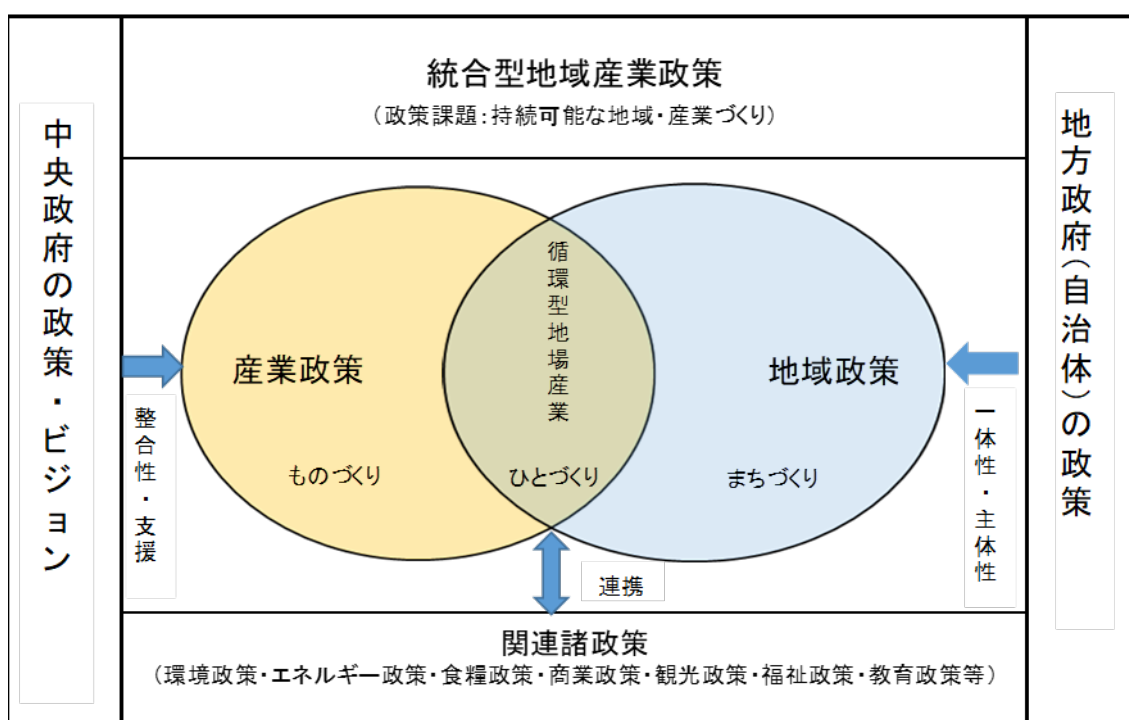 統合型地域産業政策
（政策課題：持続可能な地域・産業づくり）
中央政府の政策・ビジョン
地方政府（自治体）の政策
循環型地場産業
産業政策
地域政策
整合性・支援
一体性・主体性
ものづくり
ひとづくり
まちづくり
連携
関連諸政策
（環境政策・エネルギー政策・食糧政策・商業政策・観光政策・福祉政策・教育政策等）